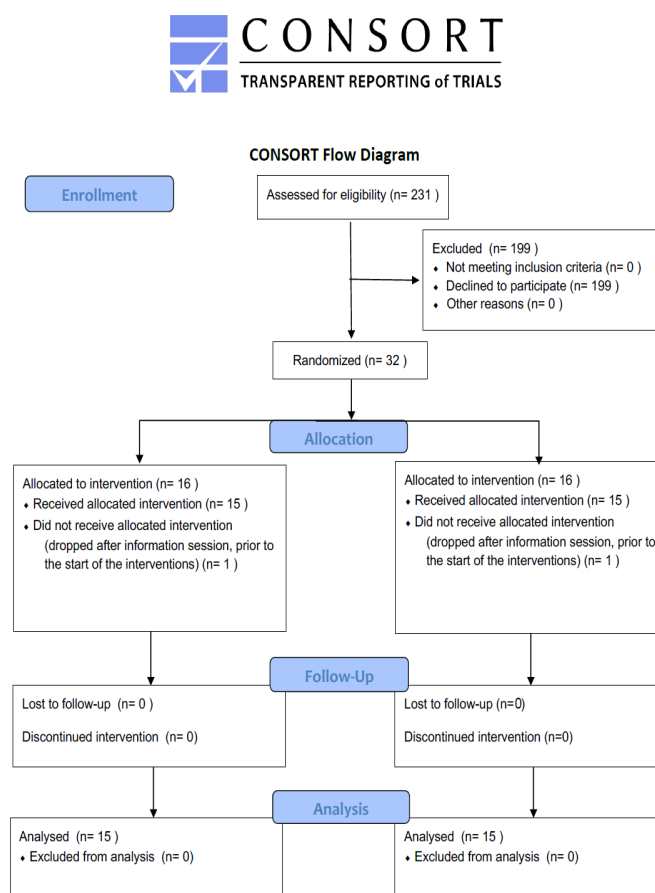 CONSORT
TRANSPARENT REPORTING of TRIALS
CONSORT Flow Diagram
Enrollment
Assessed for eligibility (n= 231 )
Excluded (n= 199 )
♦ Not meeting inclusion criteria (n= 0 )
♦ Declined to participate (n= 199 )
♦ Other reasons (n= 0 )
Randomized (n= 32 )
Allocation
Allocated to intervention (n= 16 )
♦ Received allocated intervention (n= 15 )
♦ Did not receive allocated intervention
(dropped after information session, prior to
the start of the interventions) (n= 1 )
Allocated to intervention (n= 16 )
♦ Received allocated intervention (n= 15 )
♦ Did not receive allocated intervention
(dropped after information session, prior to
the start of the interventions) (n= 1 )
Follow-Up
Lost to follow-up (n= 0 )
Discontinued intervention (n= 0)
Lost to follow-up (n=0)
Discontinued intervention (n=0)
Analysis
Analysed (n= 15 )
♦ Excluded from analysis (n= 0)
Analysed (n= 15 )
♦ Excluded from analysis (n= 0)